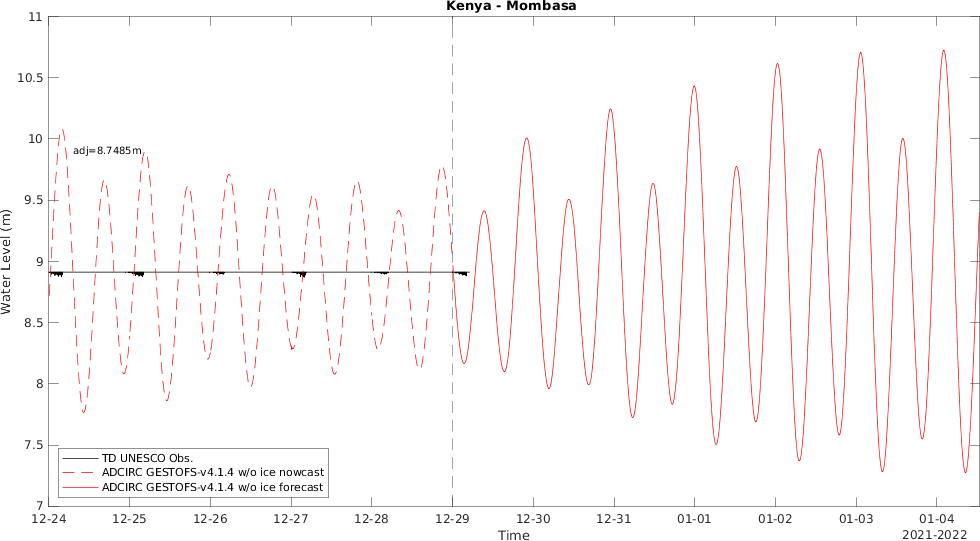 Kenya - Mombasa
11
10.5
10
9.5
9
8.5
8
7.5
7
Water Level (m)
adj=8.7485m
TD UNESCO Obs.
ADCIRC GESTOFS-v4.1.4 w/o ice nowcast
ADCIRC GESTOFS-v4.1.4 w/o ice forecast
12-24 12-25 12-26 12-27 12-28 12-29 12-30 12-31 01-01 01-02 01-03 01-04
Time
2021-2022